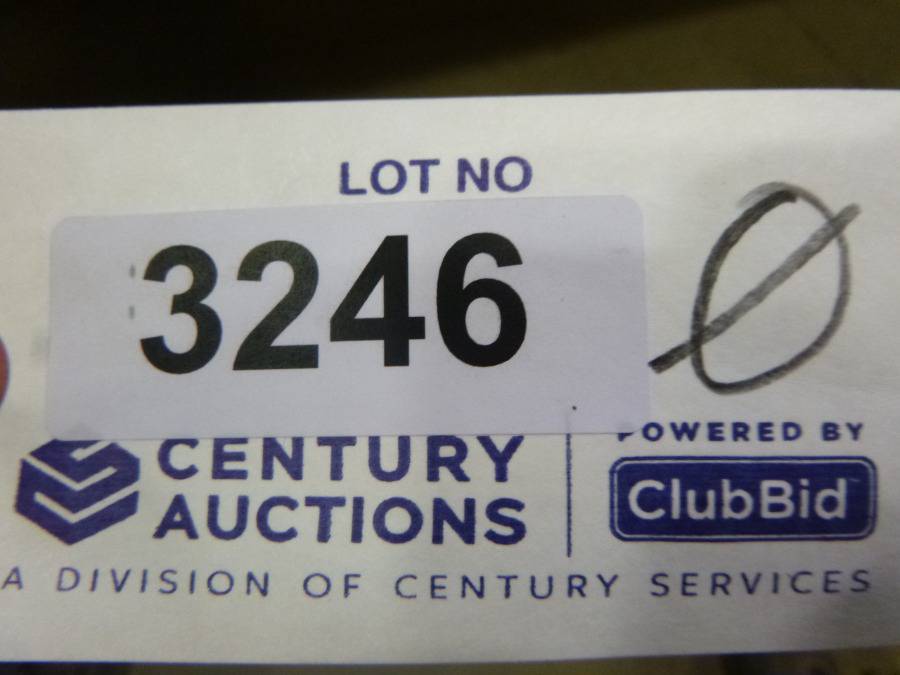 LOT NO
3246 Ø
CENTURY
AUCTIONS
POWERED BY
ClubBid
A DIVISION OF CENTURY SERVICES